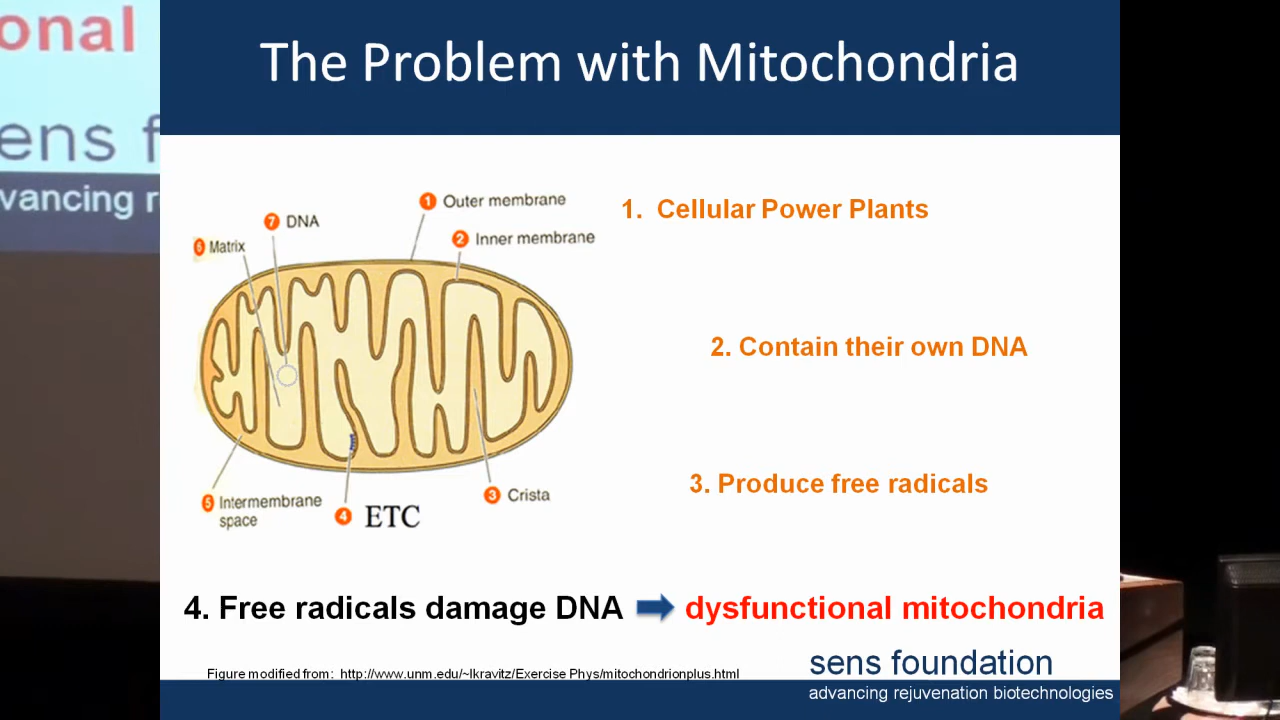 onal
ens f
vancing r
The Problem with Mitochondria
1 Outer membrane
7 DNA
2 Inner membrane
6 Matrix
1. Cellular Power Plants
2. Contain their own DNA
3. Produce free radicals
5 Intermembrane
space
4 ETC
3 Crista
4. Free radicals damage DNA
dysfunctional mitochondria
Figure modified from: http://www.unm.edu/~lkravitz/Exercise Phys/mitochondrionplus.html
sens foundation
advancing rejuvenation biotechnologies